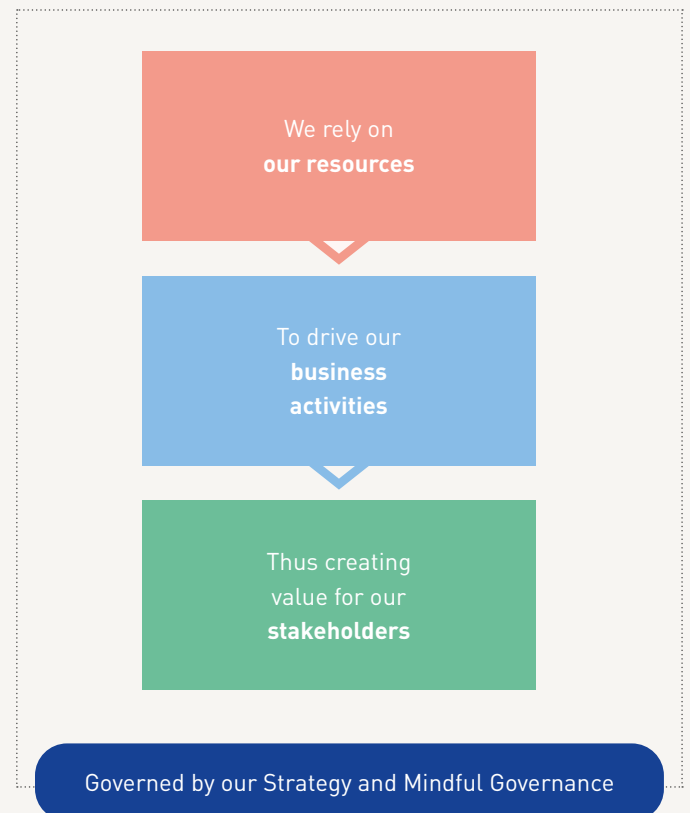 We rely on
our resources
To drive our
business
activities
Thus creating
value for our
stakeholders
Governed by our Strategy and Mindful Governance